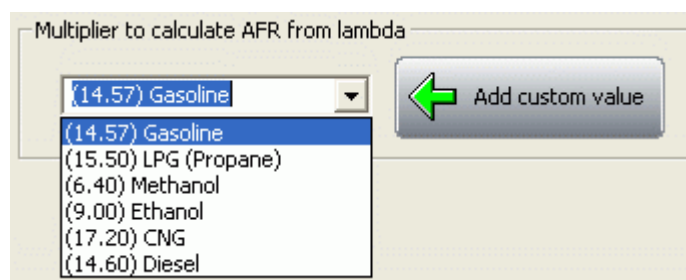 Multiplier to calculate AFR from lambda
(14.57) Gasoline
Add custom value
(14.57) Gasoline
(15.50) LPG (Propane)
(6.40) Methanol
(9.00) Ethanol
(17.20) CNG
(14.60) Diesel